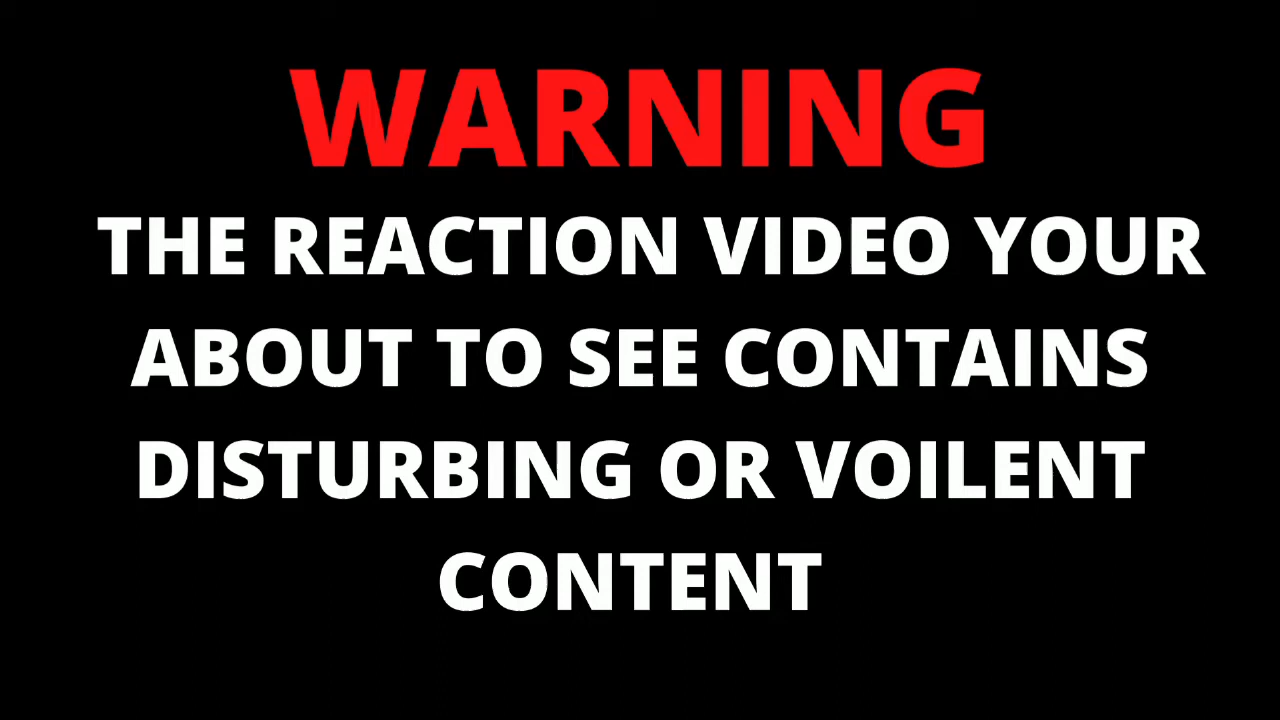 WARNING
THE REACTION VIDEO YOUR
ABOUT TO SEE CONTAINS
DISTURBING OR VOILENT
CONTENT